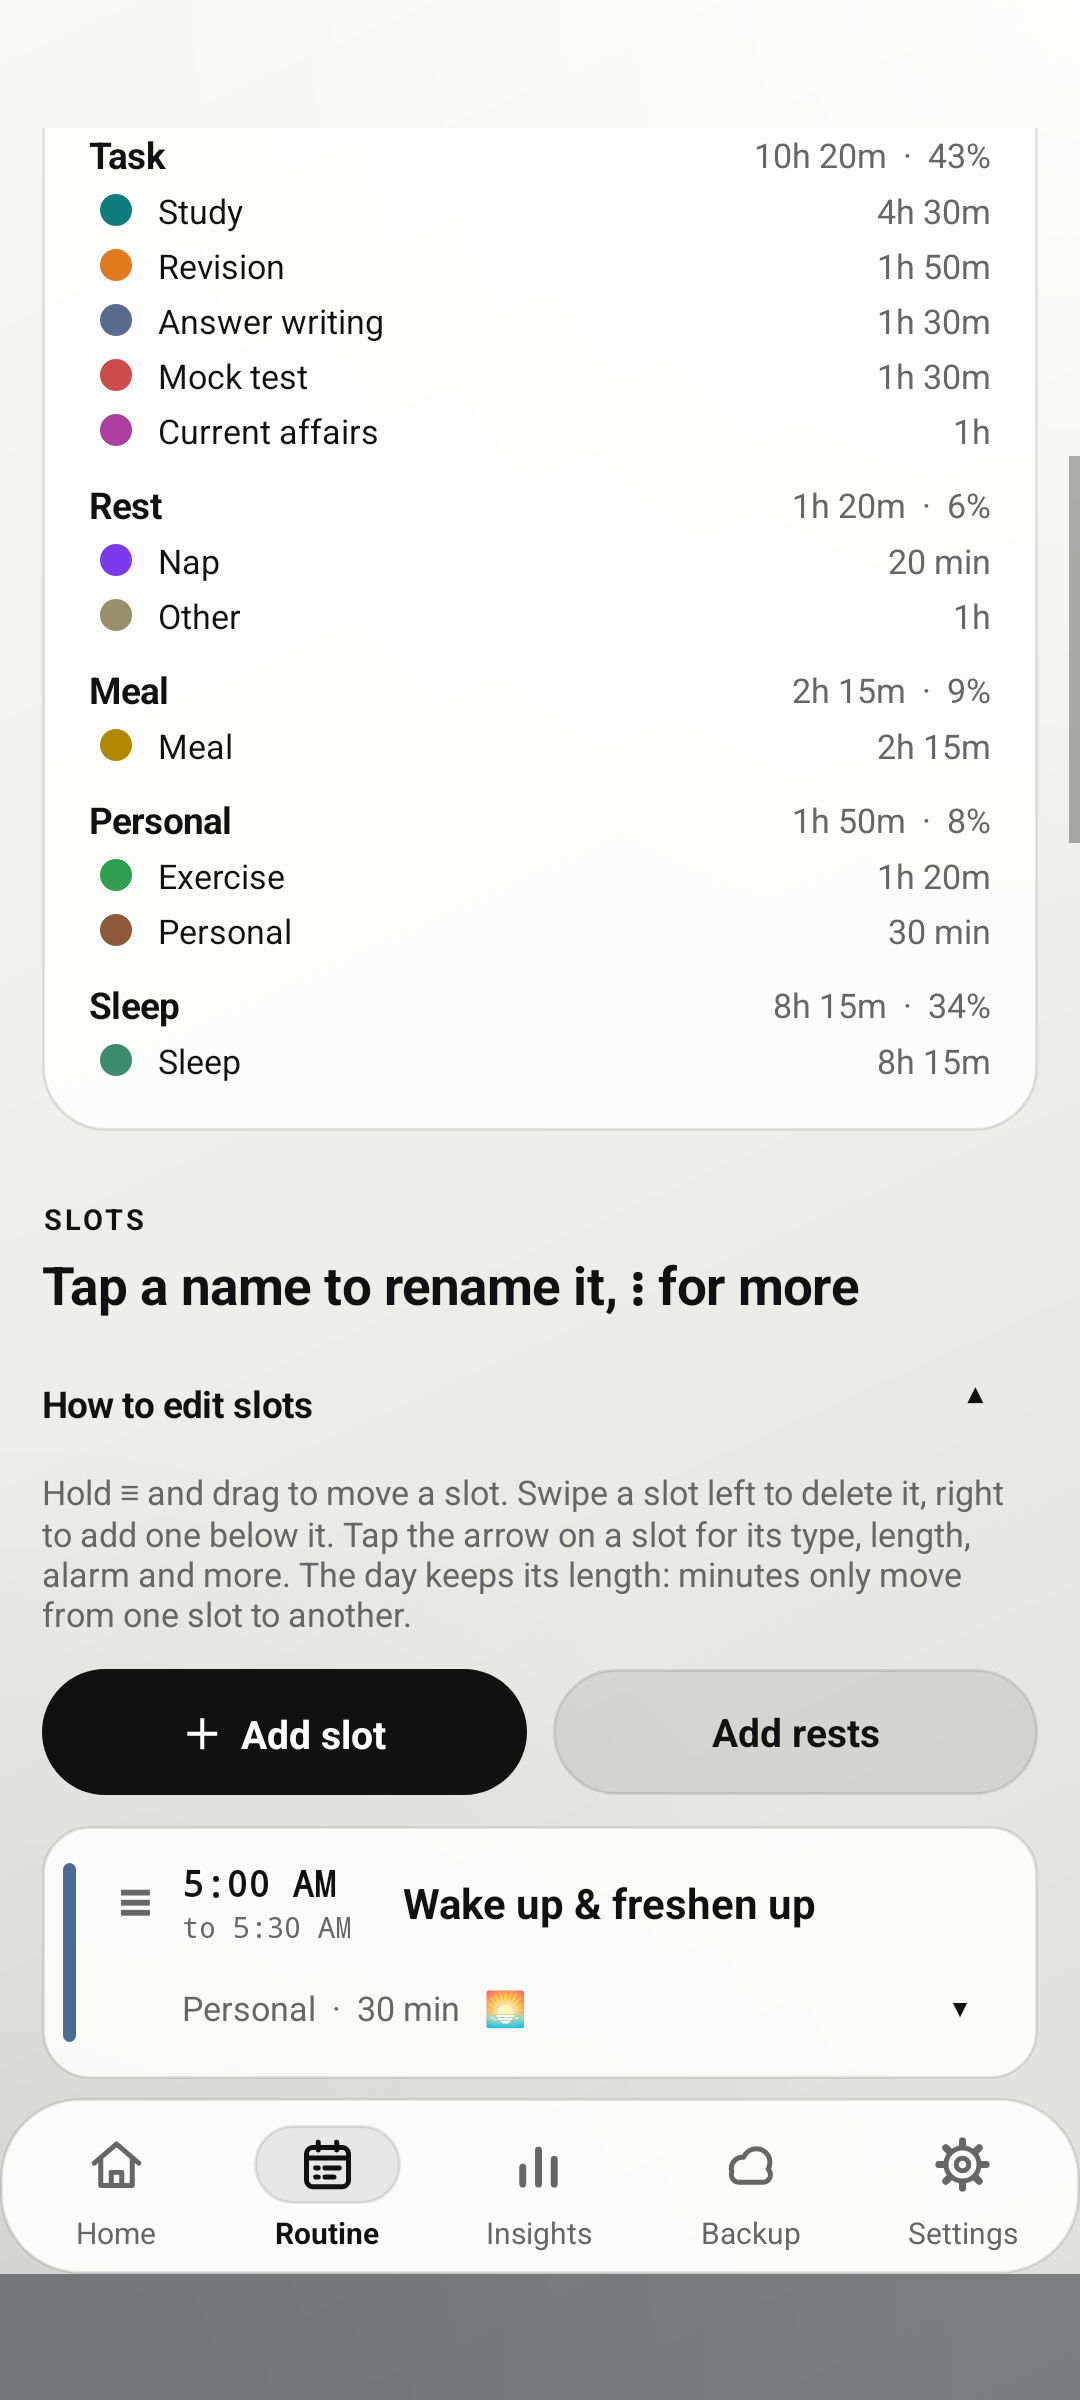 Task 10h 20m · 43%
Study 4h 30m
Revision 1h 50m
Answer writing 1h 30m
Mock test 1h 30m
Current affairs 1h
Rest 1h 20m · 6%
Nap 20 min
Other 1h
Meal 2h 15m · 9%
Meal 2h 15m
Personal 1h 50m · 8%
Exercise 1h 20m
Personal 30 min
Sleep 8h 15m · 34%
Sleep 8h 15m
SLOTS
Tap a name to rename it, ⋮ for more
How to edit slots ▲
Hold ≡ and drag to move a slot. Swipe a slot left to delete it, right
to add one below it. Tap the arrow on a slot for its type, length,
alarm and more. The day keeps its length: minutes only move
from one slot to another.
+ Add slot Add rests
5:00 AM
to 5:30 AM
Wake up & freshen up
Personal · 30 min 🌅 ▼
Home Routine Insights Backup Settings